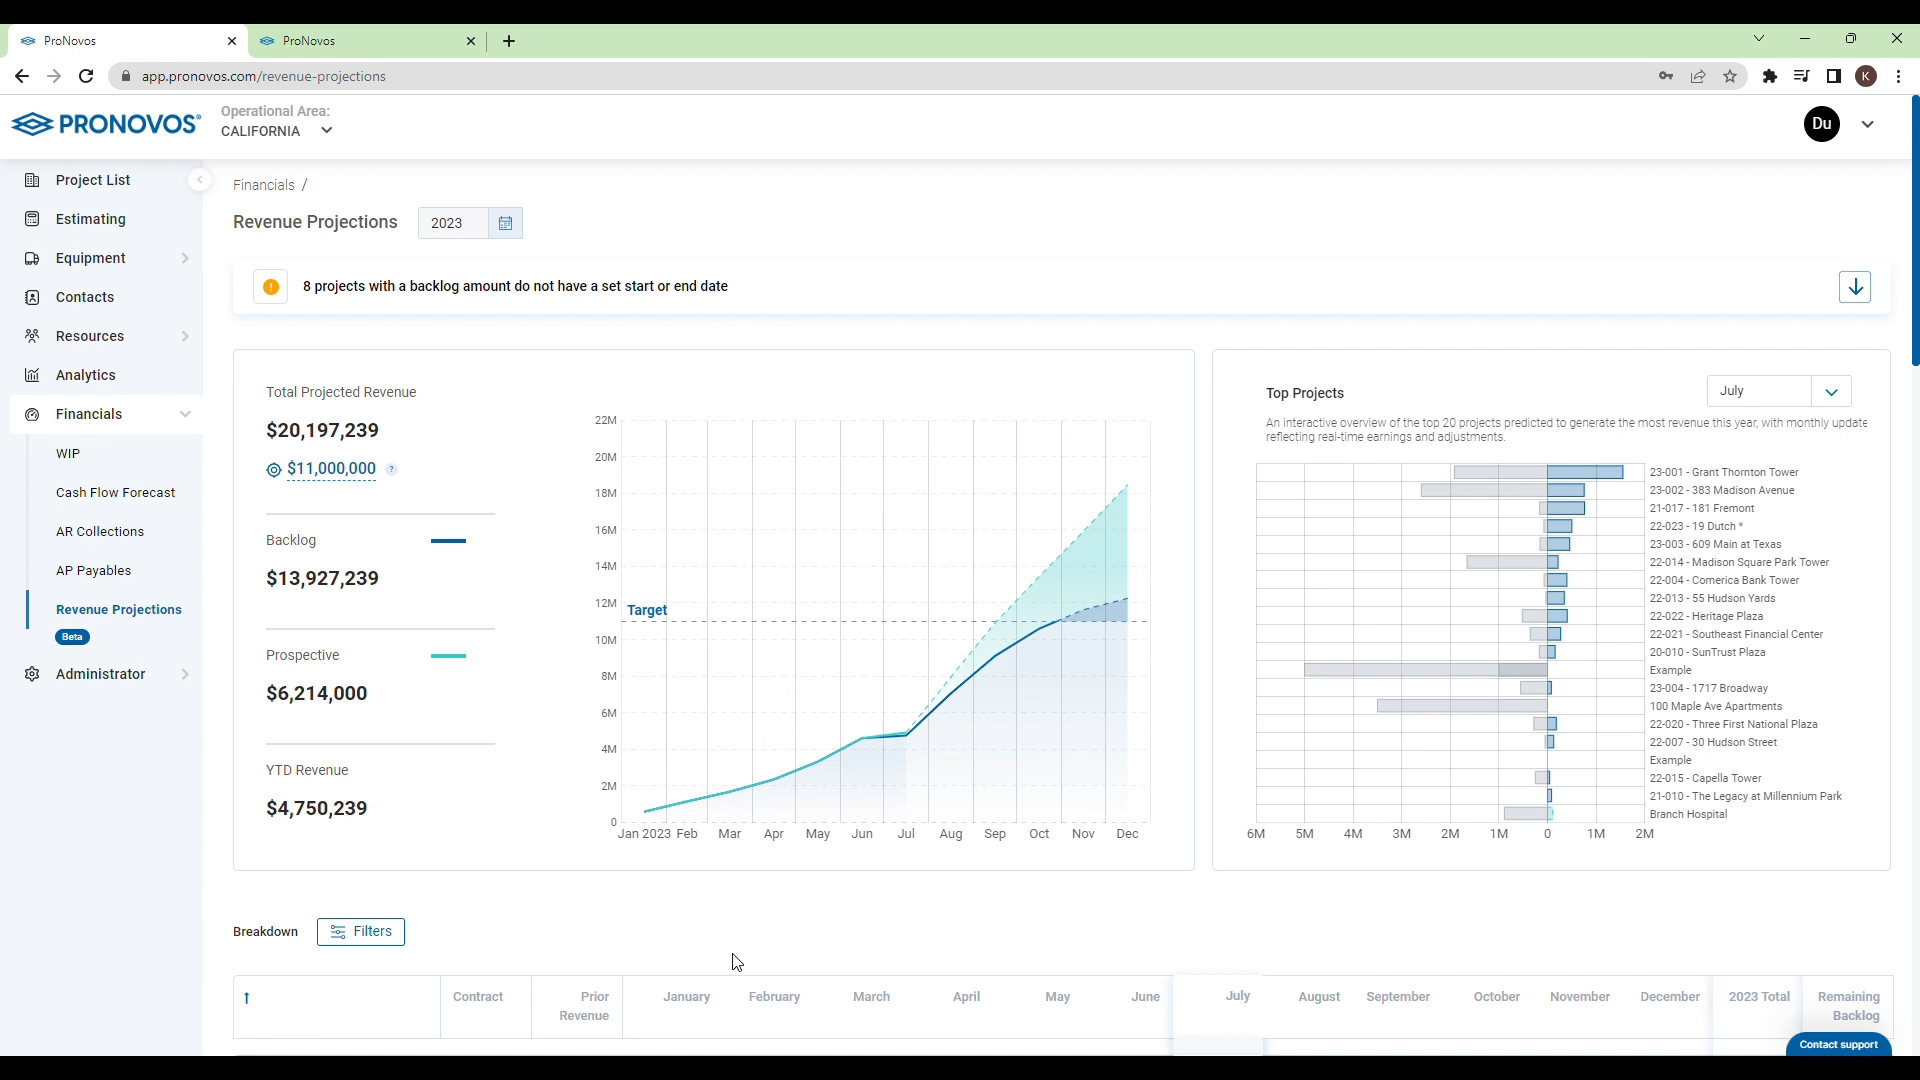 ProNovos
ProNovos
app.pronovos.com/revenue-projections
K
PRONOVOS®
Operational Area:
CALIFORNIA
Du
Project List
Estimating
Equipment
Contacts
Resources
Analytics
Financials
WIP
Cash Flow Forecast
AR Collections
AP Payables
Revenue Projections
Beta
Administrator
Financials /
Revenue Projections
2023
8 projects with a backlog amount do not have a set start or end date
Total Projected Revenue
$20,197,239
$11,000,000 ?
Backlog
$13,927,239
Prospective
$6,214,000
YTD Revenue
$4,750,239
22M
20M
18M
16M
14M
12M
10M
8M
6M
4M
2M
0
Target
Jan 2023 Feb Mar Apr May Jun Jul Aug Sep Oct Nov Dec
Top Projects
July
An interactive overview of the top 20 projects predicted to generate the most revenue this year, with monthly update
reflecting real-time earnings and adjustments.
23-001 - Grant Thornton Tower
23-002 - 383 Madison Avenue
21-017 - 181 Fremont
22-023 - 19 Dutch *
23-003 - 609 Main at Texas
22-014 - Madison Square Park Tower
22-004 - Comerica Bank Tower
22-013 - 55 Hudson Yards
22-022 - Heritage Plaza
22-021 - Southeast Financial Center
20-010 - SunTrust Plaza
Example
23-004 - 1717 Broadway
100 Maple Ave Apartments
22-020 - Three First National Plaza
22-007 - 30 Hudson Street
Example
22-015 - Capella Tower
21-010 - The Legacy at Millennium Park
Branch Hospital
6M 5M 4M 3M 2M 1M 0 1M 2M
Breakdown
Filters
Contract
Prior
Revenue
January
February
March
April
May
June
July
August
September
October
November
December
2023 Total
Remaining
Backlog
Contact support